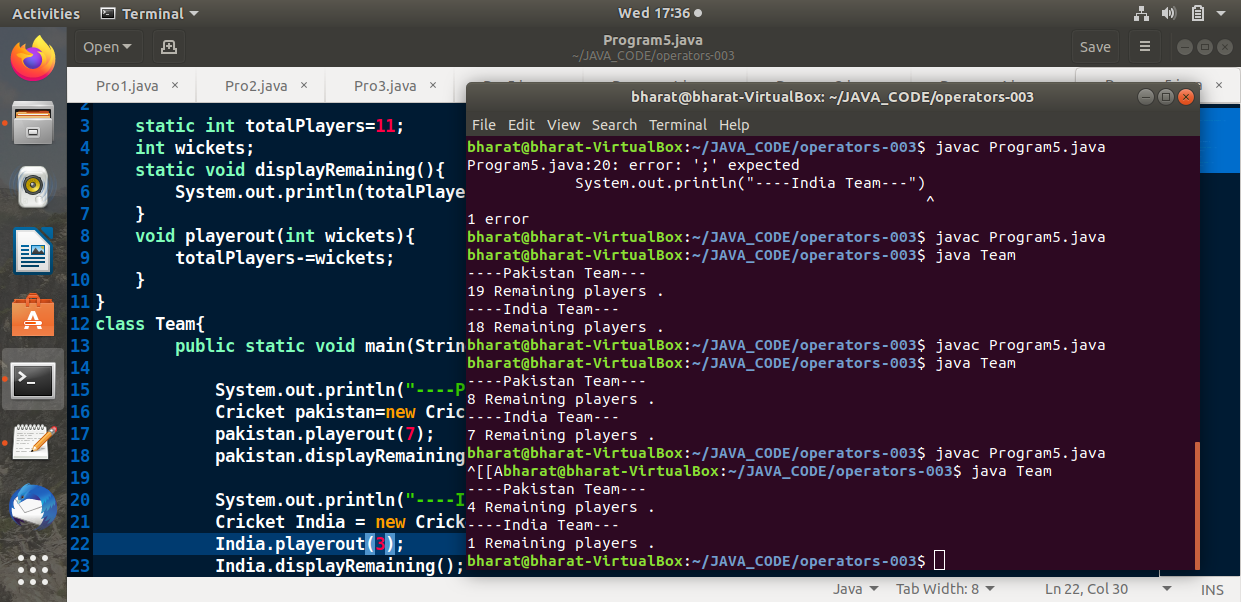 Activities Terminal Wed 17:36
Open Program5.java Save
~/JAVA_CODE/operators-003
Pro1.java × Pro2.java × Pro3.java × ×
bharat@bharat-VirtualBox: ~/JAVA_CODE/operators-003
File Edit View Search Terminal Help
2
3 static int totalPlayers=11;
4 int wickets;
5 static void displayRemaining(){
6 System.out.println(totalPlaye
7 }
8 void playerout(int wickets){
9 totalPlayers-=wickets;
10 }
11 }
12 class Team{
13 public static void main(Strin
14
15 System.out.println("----P
16 Cricket pakistan=new Cric
17 pakistan.playerout(7);
18 pakistan.displayRemaining
19
20 System.out.println("----I
21 Cricket India = new Crick
22 India.playerout(3);
23 India.displayRemaining();
bharat@bharat-VirtualBox:~/JAVA_CODE/operators-003$ javac Program5.java
Program5.java:20: error: ';' expected
System.out.println("----India Team---")
^
1 error
bharat@bharat-VirtualBox:~/JAVA_CODE/operators-003$ javac Program5.java
bharat@bharat-VirtualBox:~/JAVA_CODE/operators-003$ java Team
----Pakistan Team---
19 Remaining players .
----India Team---
18 Remaining players .
bharat@bharat-VirtualBox:~/JAVA_CODE/operators-003$ javac Program5.java
bharat@bharat-VirtualBox:~/JAVA_CODE/operators-003$ java Team
----Pakistan Team---
8 Remaining players .
----India Team---
7 Remaining players .
bharat@bharat-VirtualBox:~/JAVA_CODE/operators-003$ javac Program5.java
^[[Abharat@bharat-VirtualBox:~/JAVA_CODE/operators-003$ java Team
----Pakistan Team---
4 Remaining players .
----India Team---
1 Remaining players .
bharat@bharat-VirtualBox:~/JAVA_CODE/operators-003$
Java Tab Width: 8 Ln 22, Col 30 INS